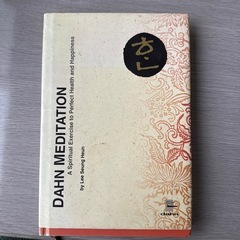 DAHN MEDITATION
A Spiritual Exercise to Perfect Health and Happiness
by Lee Seung Heun